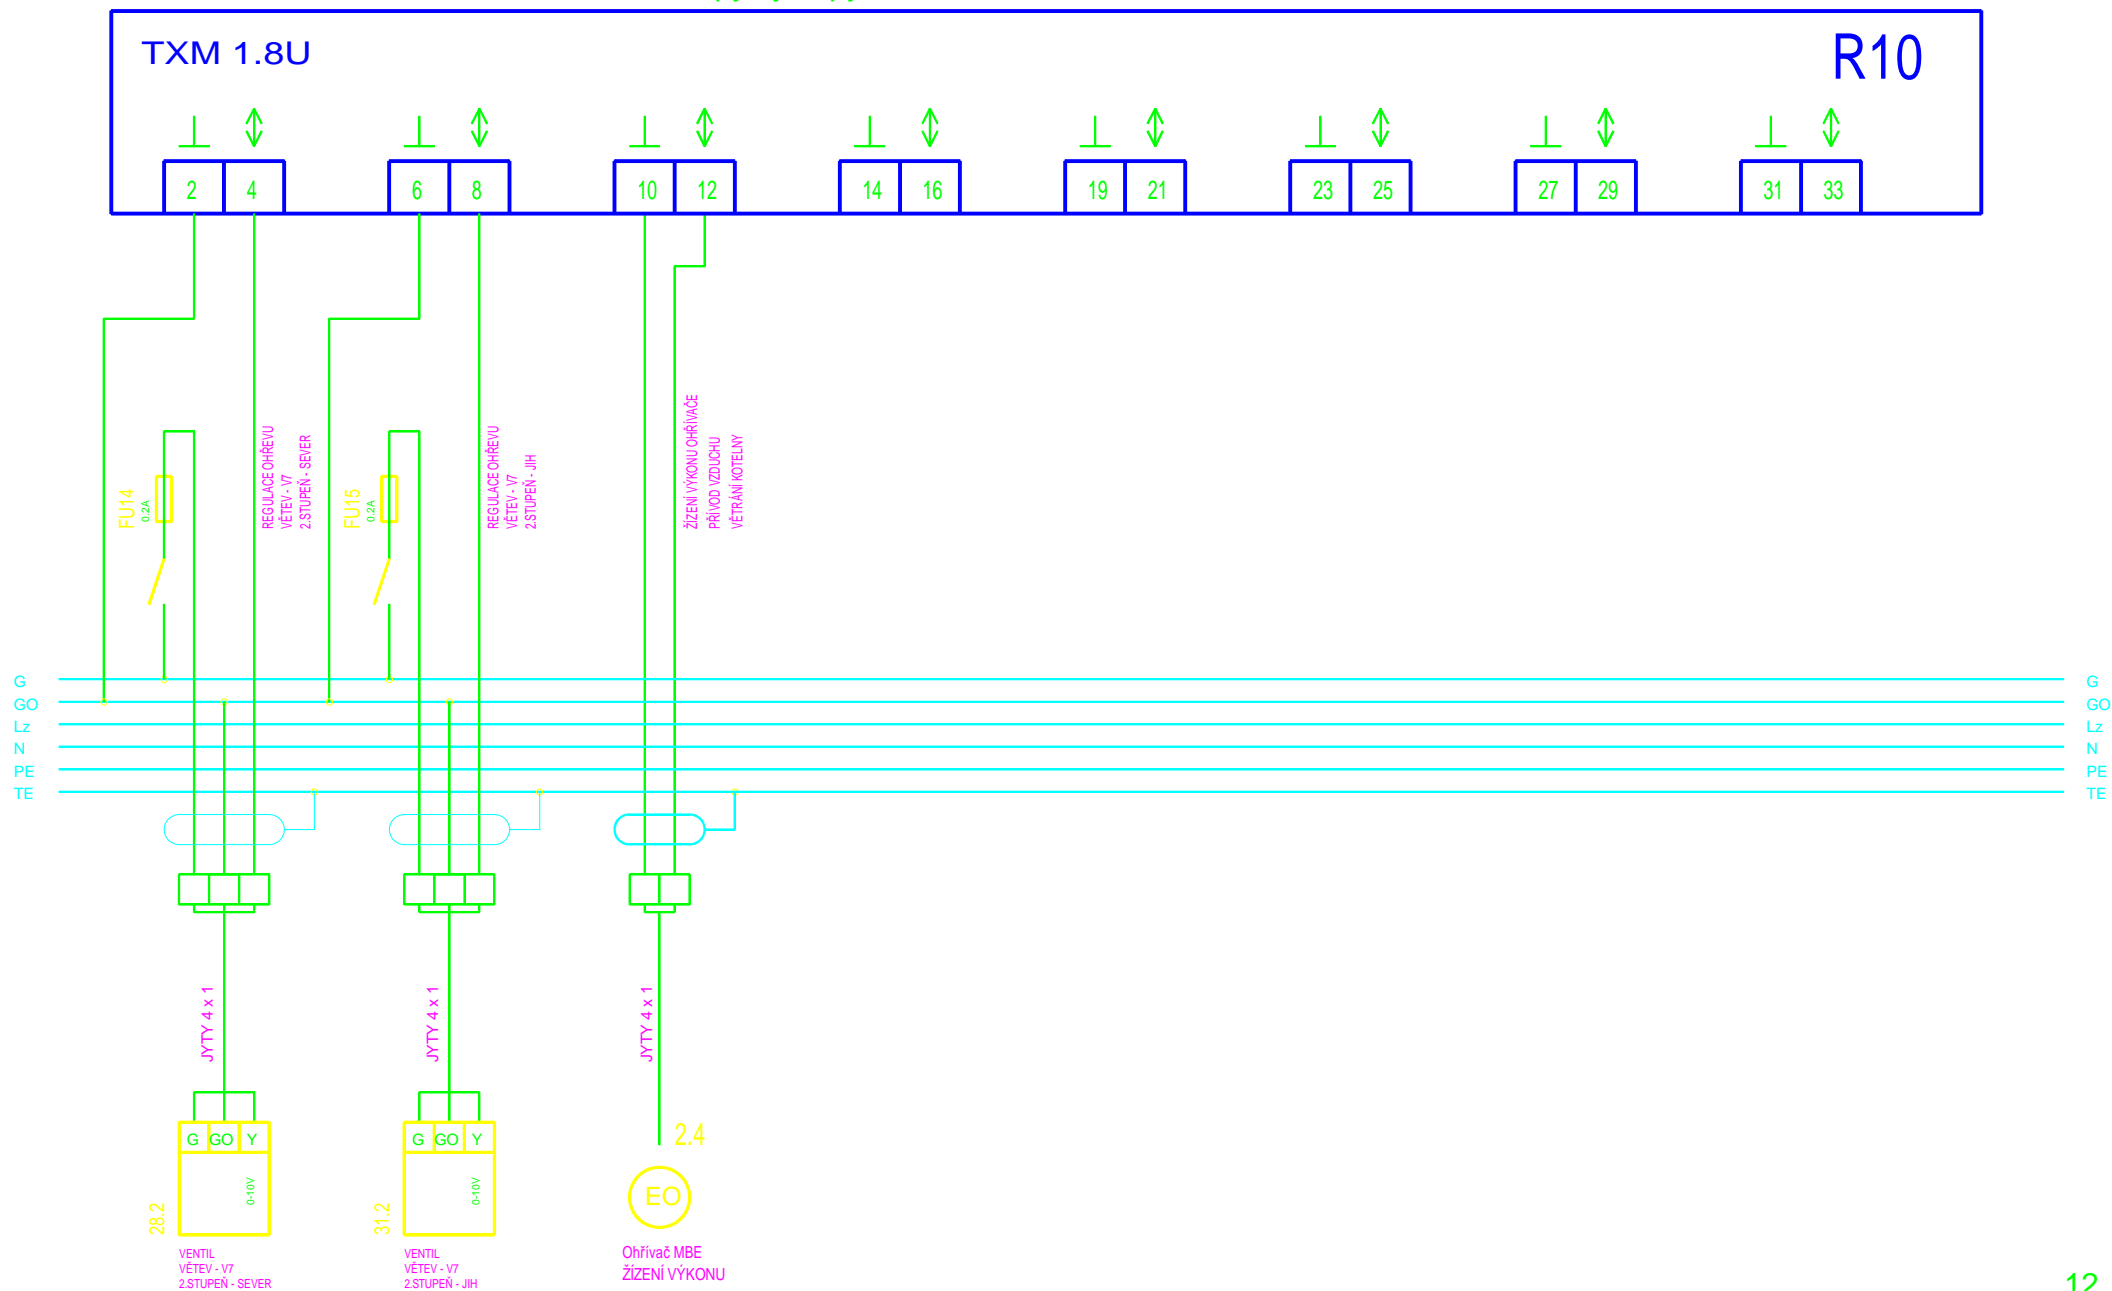 TXM 1.8U
R10
2 4 6 8 10 12 14 16 19 21 23 25 27 29 31 33
FU14
0.2A
REGULACE OHŘEVU
VĚTEV - V7
2.STUPEŇ - SEVER
FU15
0.2A
REGULACE OHŘEVU
VĚTEV - V7
2.STUPEŇ - JIH
ŽÍZENÍ VÝKONU OHŘÍVAČE
PŘÍVOD VZDUCHU
VĚTRÁNÍ KOTELNY
G G
GO GO
Lz Lz
N N
PE PE
TE TE
JYTY 4 x 1
JYTY 4 x 1
JYTY 4 x 1
G GO Y
0-10V
28.2
VENTIL
VĚTEV - V7
2.STUPEŇ - SEVER
G GO Y
0-10V
31.2
VENTIL
VĚTEV - V7
2.STUPEŇ - JIH
2.4
EO
Ohřívač MBE
ŽÍZENÍ VÝKONU
12